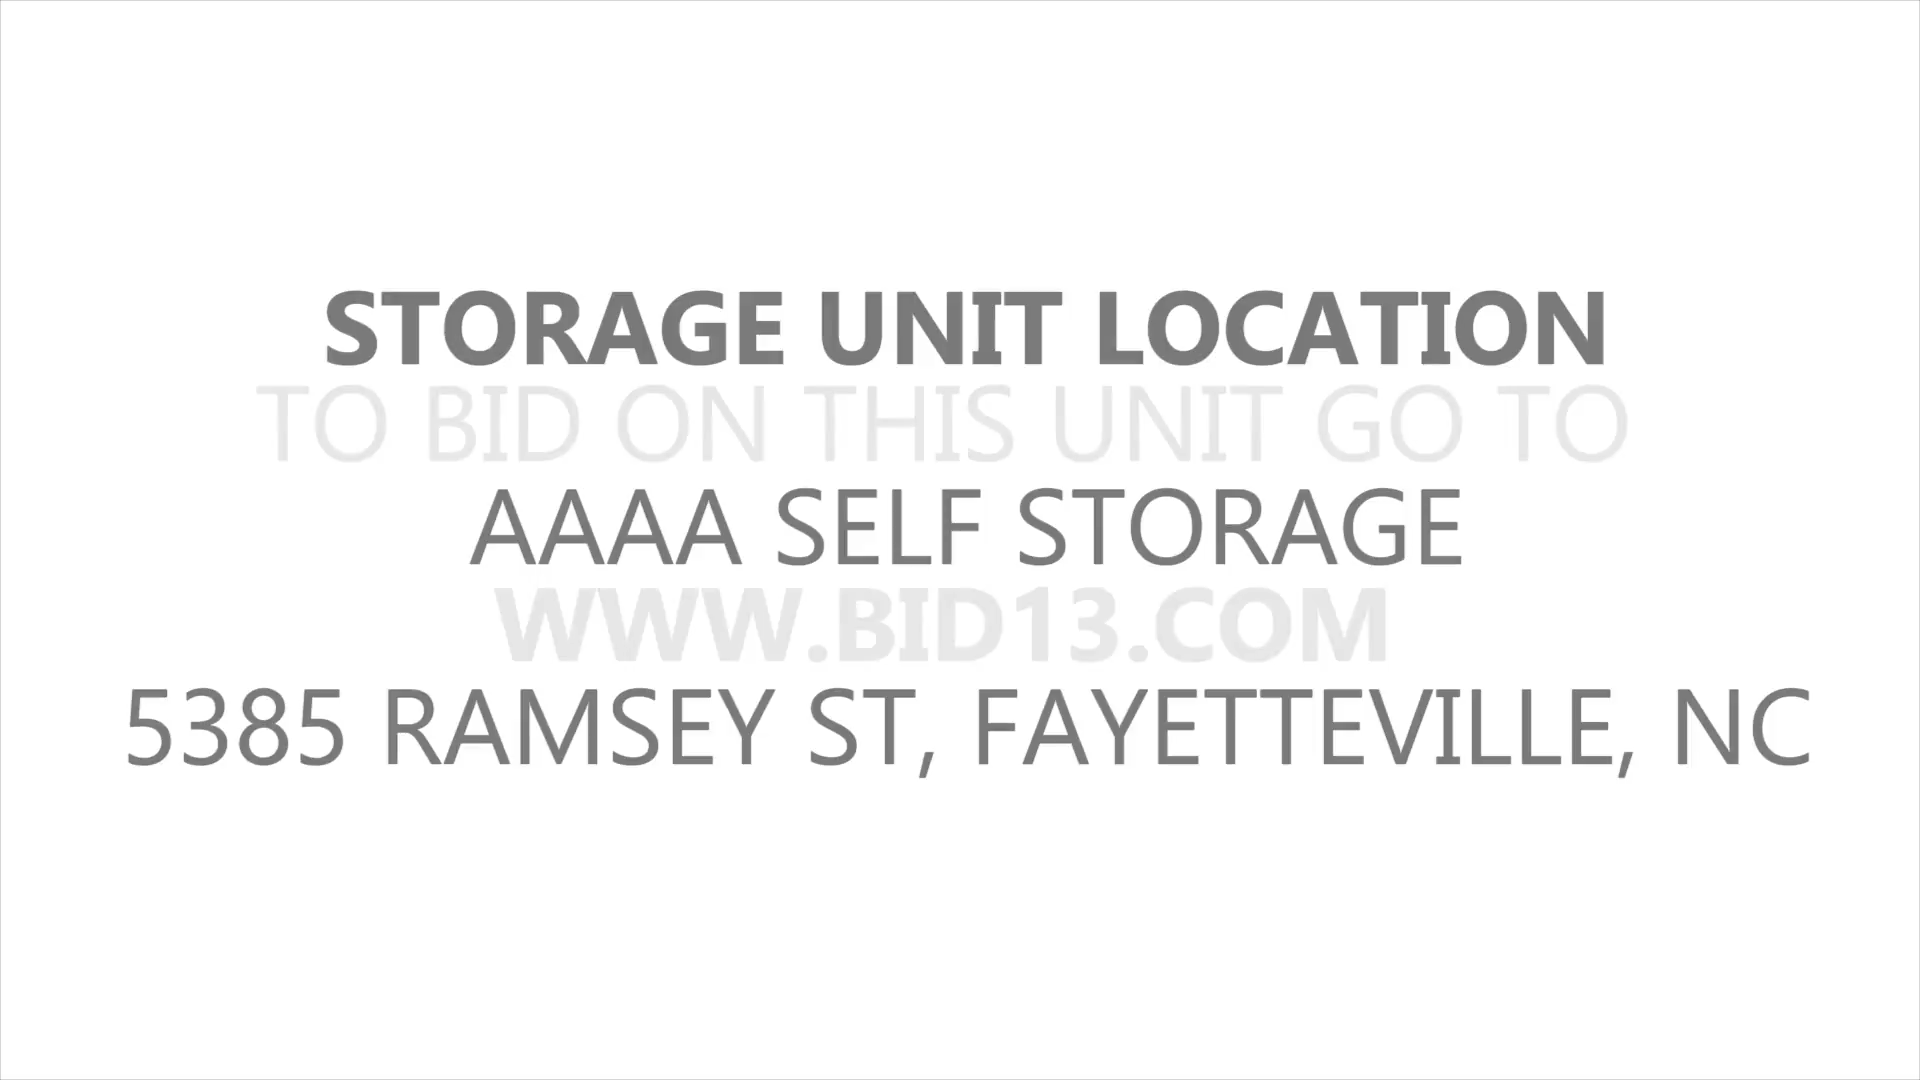 STORAGE UNIT LOCATION
TO BID ON THIS UNIT GO TO
AAAA SELF STORAGE
WWW.BID13.COM
5385 RAMSEY ST, FAYETTEVILLE, NC